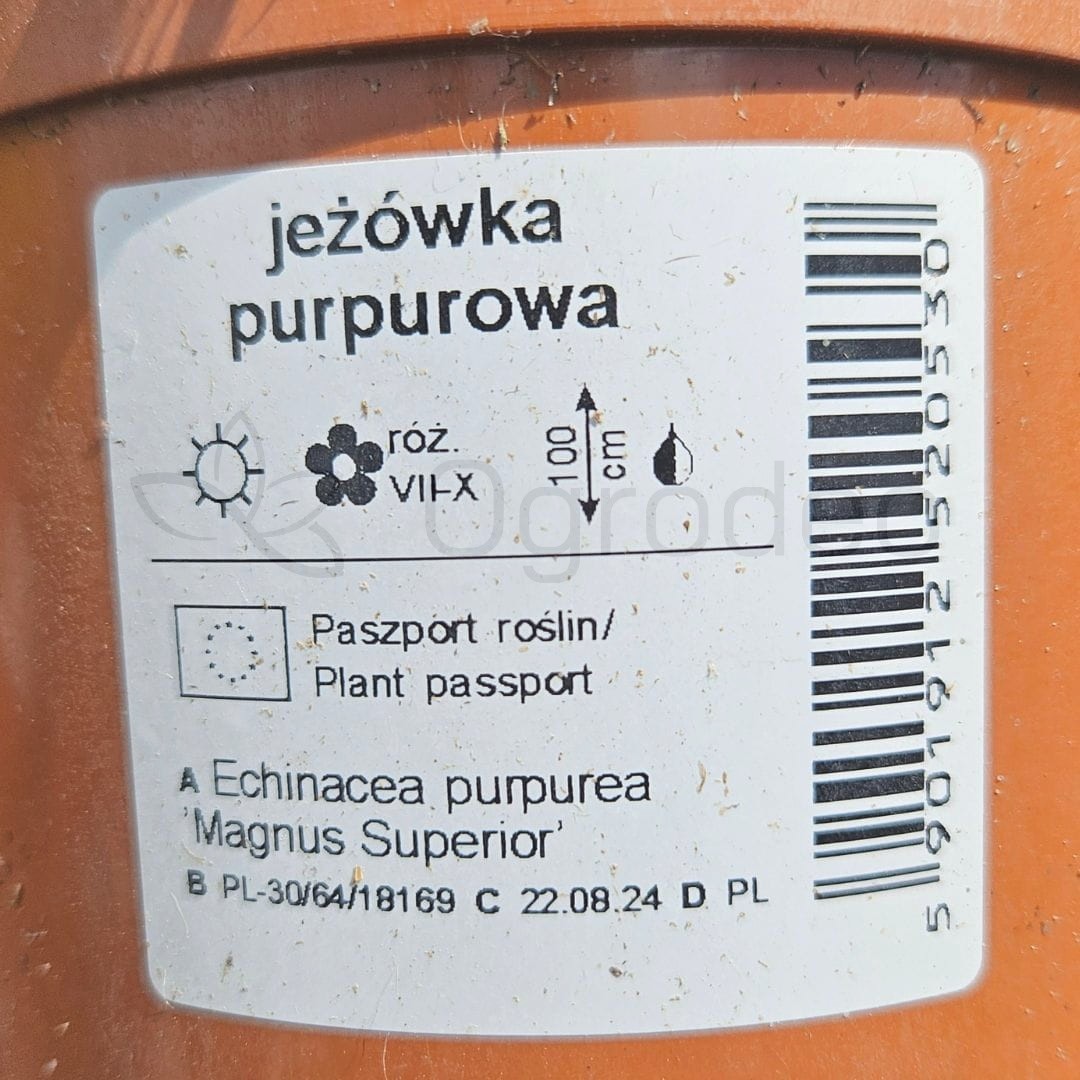 jeżówka
purpurowa
róż.
VII-X
100
cm
Paszport roślin/
Plant passport
A Echinacea purpurea
'Magnus Superior'
B PL-30/64/18169 C 22.08.24 D PL
5901912520530